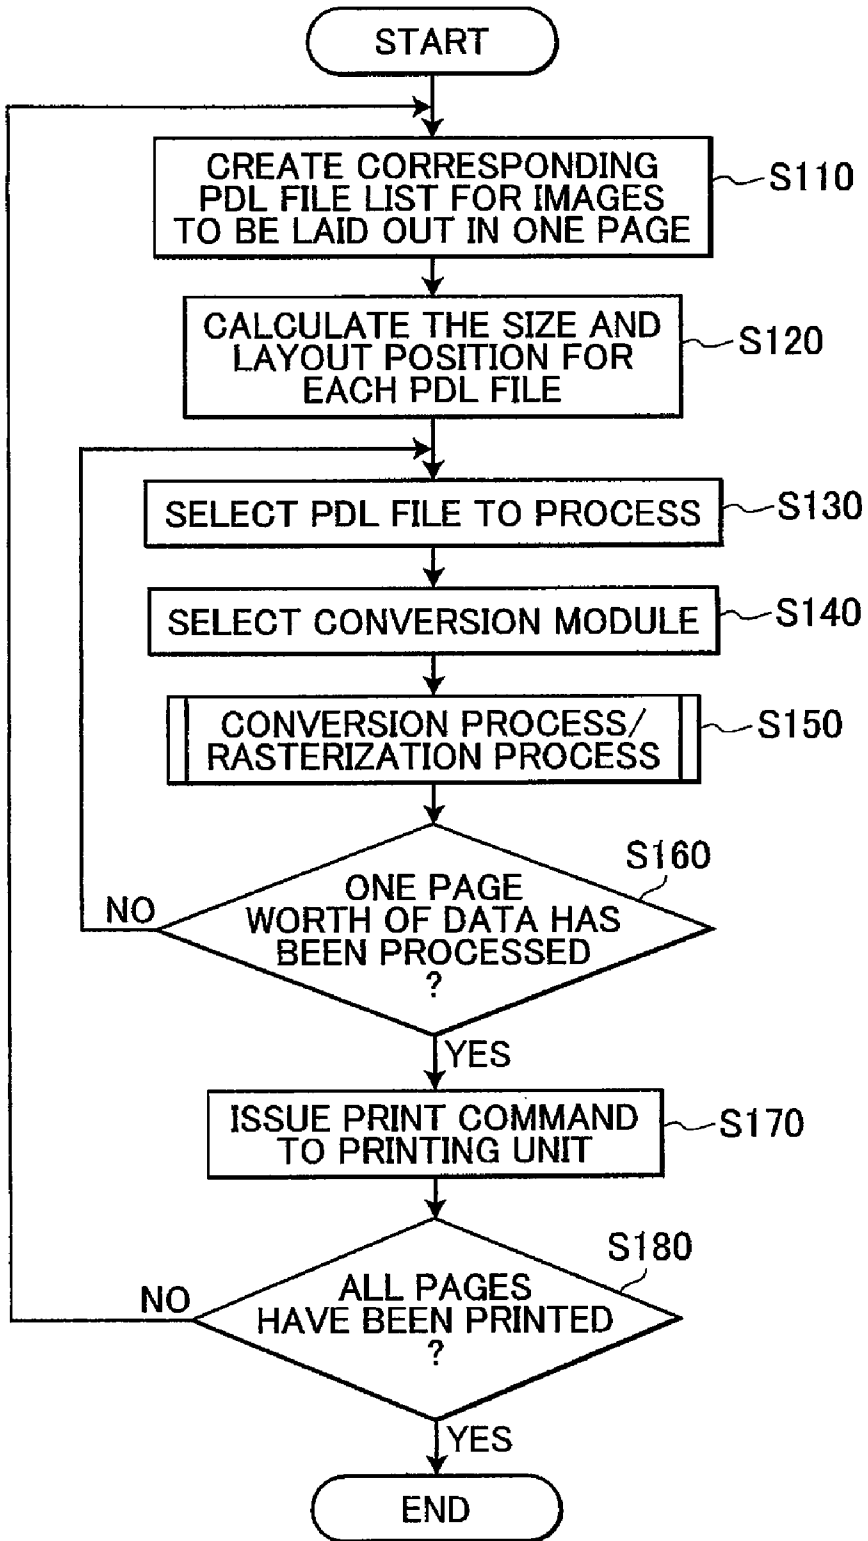 START
CREATE CORRESPONDING
PDL FILE LIST FOR IMAGES
TO BE LAID OUT IN ONE PAGE
S110
CALCULATE THE SIZE AND
LAYOUT POSITION FOR
EACH PDL FILE
S120
SELECT PDL FILE TO PROCESS
S130
SELECT CONVERSION MODULE
S140
CONVERSION PROCESS/
RASTERIZATION PROCESS
S150
S160
ONE PAGE
WORTH OF DATA HAS
BEEN PROCESSED
?
NO
YES
ISSUE PRINT COMMAND
TO PRINTING UNIT
S170
S180
ALL PAGES
HAVE BEEN PRINTED
?
NO
YES
END